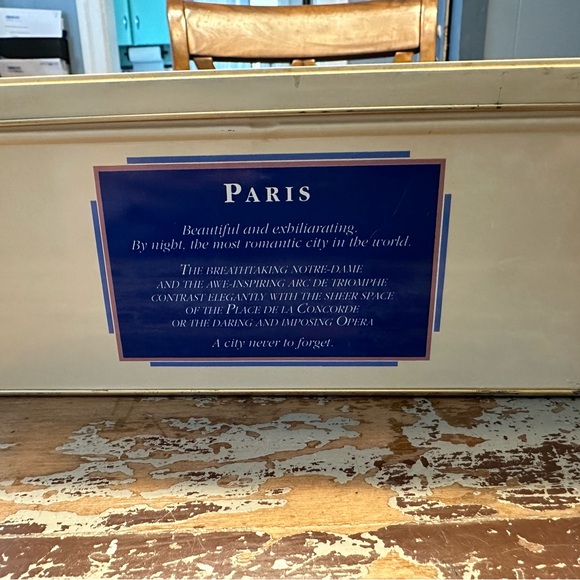 PARIS
Beautiful and exhiliarating.
By night, the most romantic city in the world.
THE BREATHTAKING NOTRE-DAME
AND THE AWE-INSPIRING ARC DE TRIOMPHE
CONTRAST ELEGANTLY WITH THE SHEER SPACE
OF THE PLACE DE LA CONCORDE
OR THE DARING AND IMPOSING OPERA
A city never to forget.